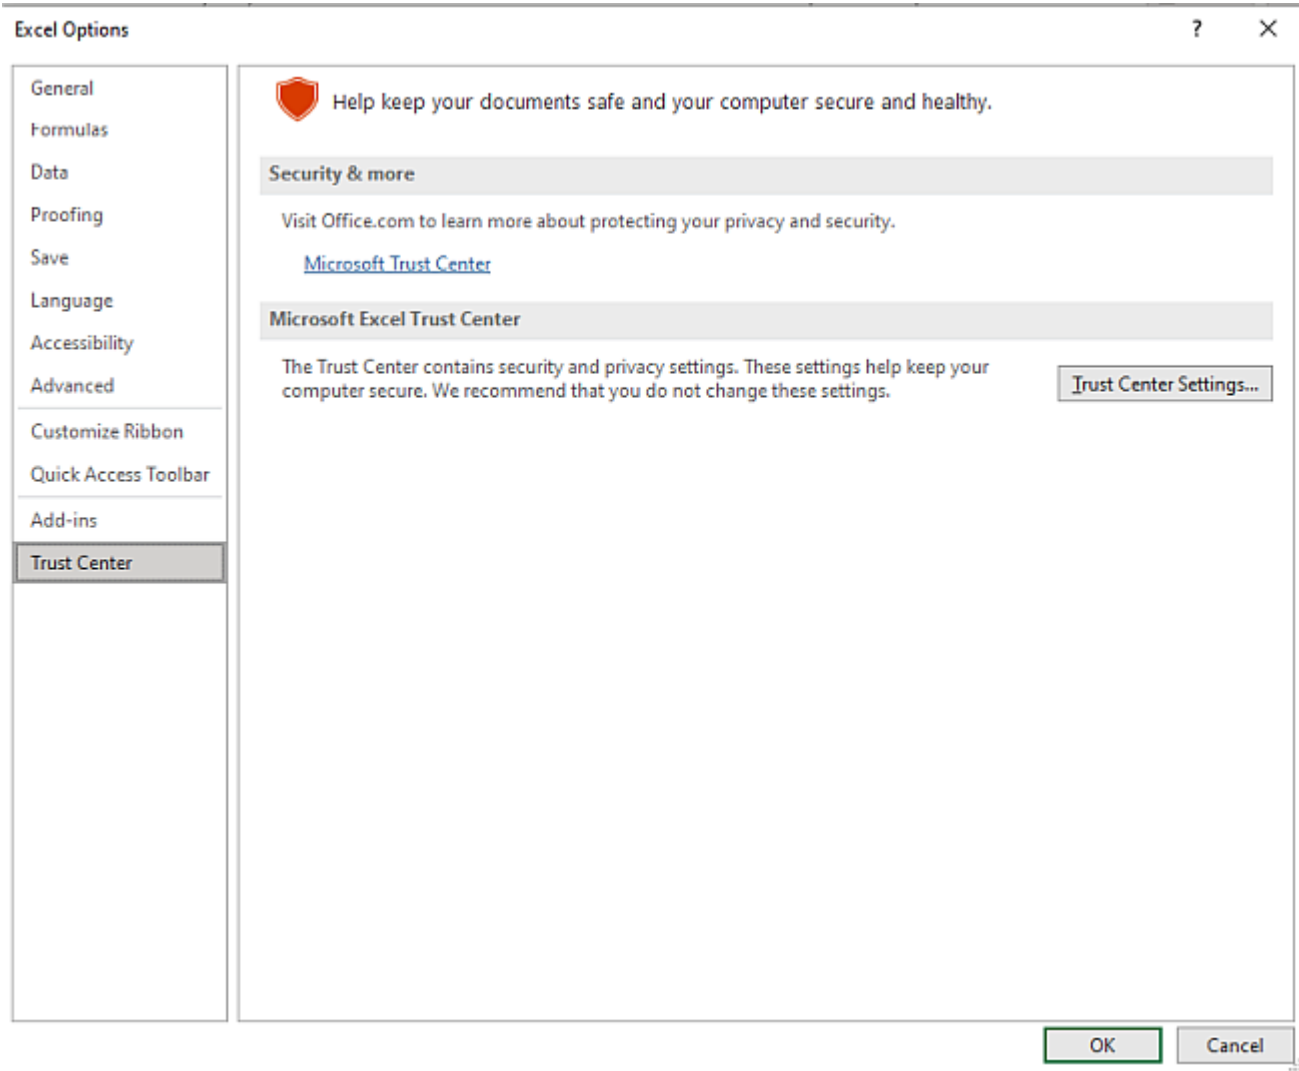 Excel Options
?
General
Formulas
Data
Proofing
Save
Language
Accessibility
Advanced
Customize Ribbon
Quick Access Toolbar
Add-ins
Trust Center
Help keep your documents safe and your computer secure and healthy.
Security & more
Visit Office.com to learn more about protecting your privacy and security.
Microsoft Trust Center
Microsoft Excel Trust Center
The Trust Center contains security and privacy settings. These settings help keep your
computer secure. We recommend that you do not change these settings.
Trust Center Settings...
OK
Cancel